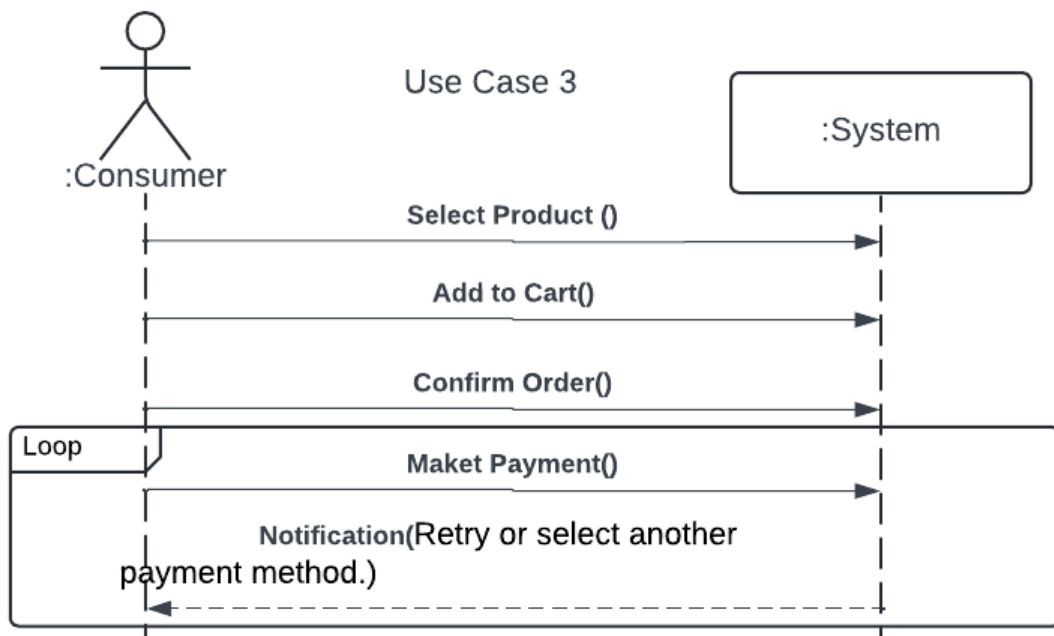 Use Case 3
:System
:Consumer
Select Product ()
Add to Cart()
Confirm Order()
Loop
Maket Payment()
Notification(Retry or select another
payment method.)